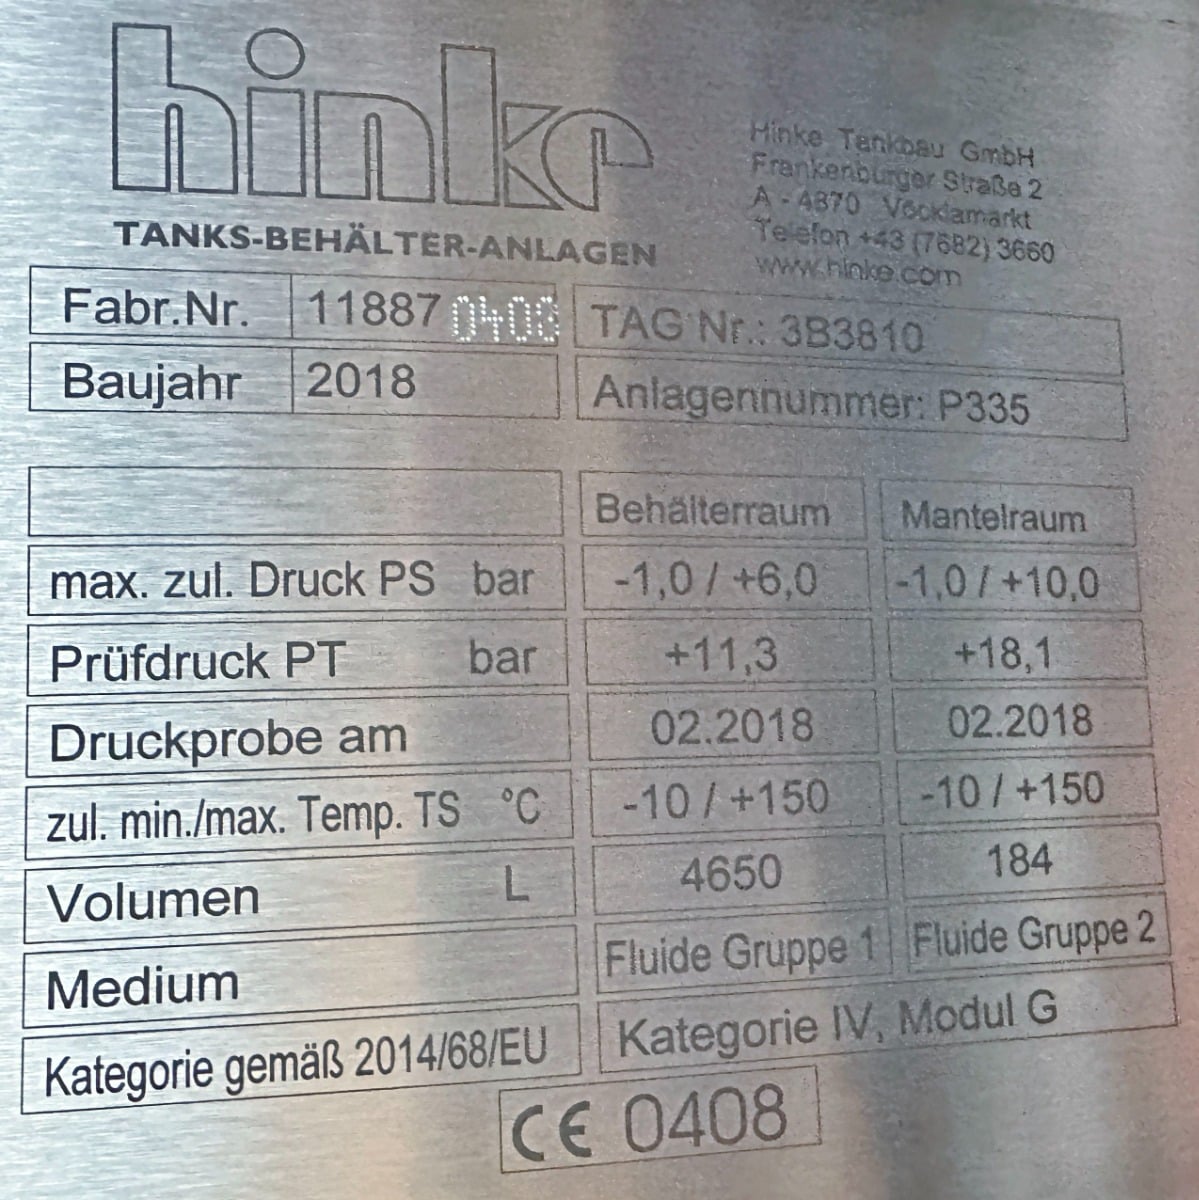 hinke
TANKS-BEHÄLTER-ANLAGEN
Hinke Tankbau GmbH
Frankenburger Straße 2
A - 4870 Vöcklamarkt
Telefon +43 (7682) 3660
www.hinke.com
Fabr.Nr. 11887 0408 TAG Nr.: 3B3810
Baujahr 2018 Anlagennummer: P335
Behälterraum Mantelraum
max. zul. Druck PS bar -1,0 / +6,0 -1,0 / +10,0
Prüfdruck PT bar +11,3 +18,1
Druckprobe am 02.2018 02.2018
zul. min./max. Temp. TS °C -10 / +150 -10 / +150
Volumen L 4650 184
Medium Fluide Gruppe 1 Fluide Gruppe 2
Kategorie gemäß 2014/68/EU Kategorie IV, Modul G
CE 0408